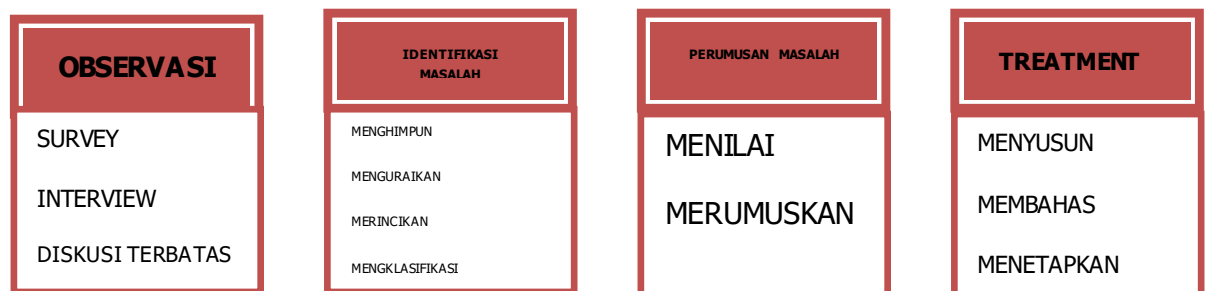 OBSERVASI
SURVEY
INTERVIEW
DISKUSI TERBATAS
IDENTIFIKASI
MASALAH
MENGHIMPUN
MENGURAIKAN
MERINCIKAN
MENGKLASIFIKASI
PERUMUSAN MASALAH
MENILAI
MERUMUSKAN
TREATMENT
MENYUSUN
MEMBAHAS
MENETAPKAN